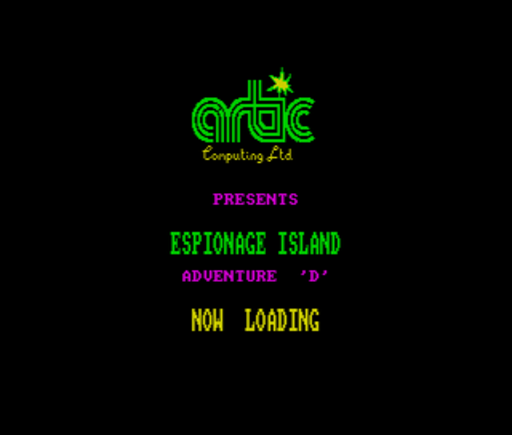 artic
Computing Ltd
PRESENTS
ESPIONAGE ISLAND
ADVENTURE 'D'
NOW LOADING